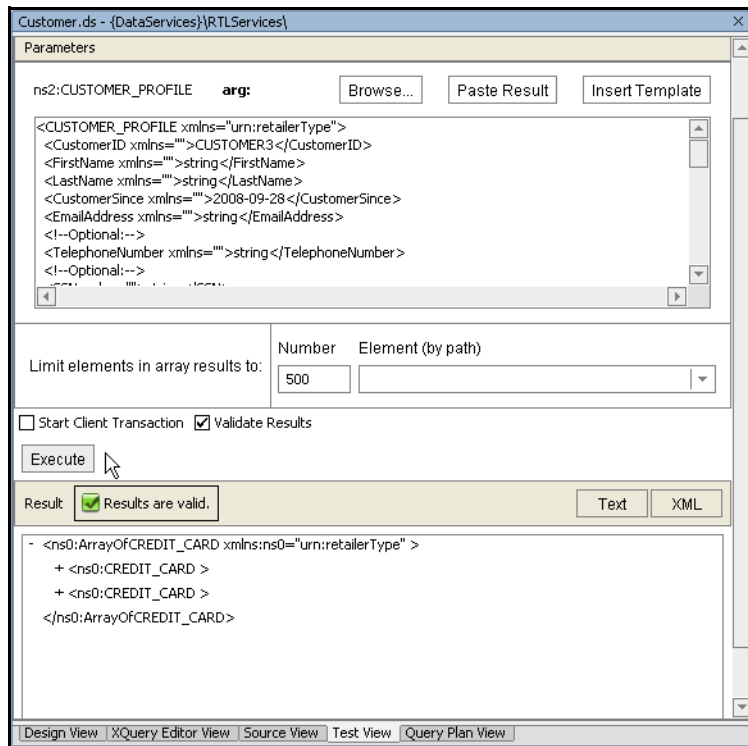 Customer.ds - {DataServices}\RTLServices\
Parameters
ns2:CUSTOMER_PROFILE arg: Browse... Paste Result Insert Template
<CUSTOMER_PROFILE xmlns="urn:retailerType">
<CustomerID xmlns="">CUSTOMER3</CustomerID>
<FirstName xmlns="">string</FirstName>
<LastName xmlns="">string</LastName>
<CustomerSince xmlns="">2008-09-28</CustomerSince>
<EmailAddress xmlns="">string</EmailAddress>
<!--Optional:-->
<TelephoneNumber xmlns="">string</TelephoneNumber>
<!--Optional:-->
Number Element (by path)
Limit elements in array results to:
500
Start Client Transaction Validate Results
Execute
Result Results are valid. Text XML
- <ns0:ArrayOfCREDIT_CARD xmlns:ns0="urn:retailerType" >
+ <ns0:CREDIT_CARD >
+ <ns0:CREDIT_CARD >
</ns0:ArrayOfCREDIT_CARD>
Design View XQuery Editor View Source View Test View Query Plan View